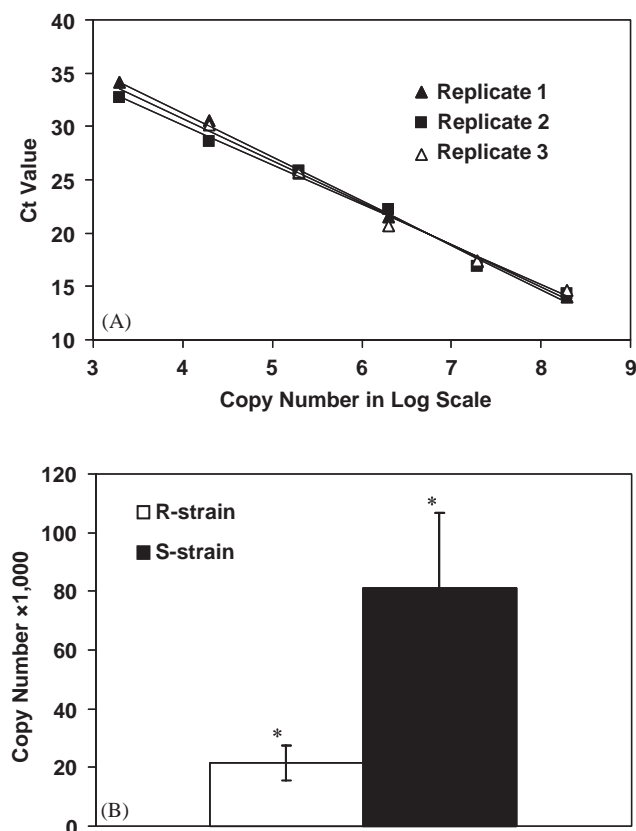 40
35
30
25
20
15
10
Ct Value
▲ Replicate 1
■ Replicate 2
△ Replicate 3
(A)
3 4 5 6 7 8 9
Copy Number in Log Scale
120
100
80
60
40
20
0
Copy Number ×1,000
□ R-strain
■ S-strain
*
*
(B)